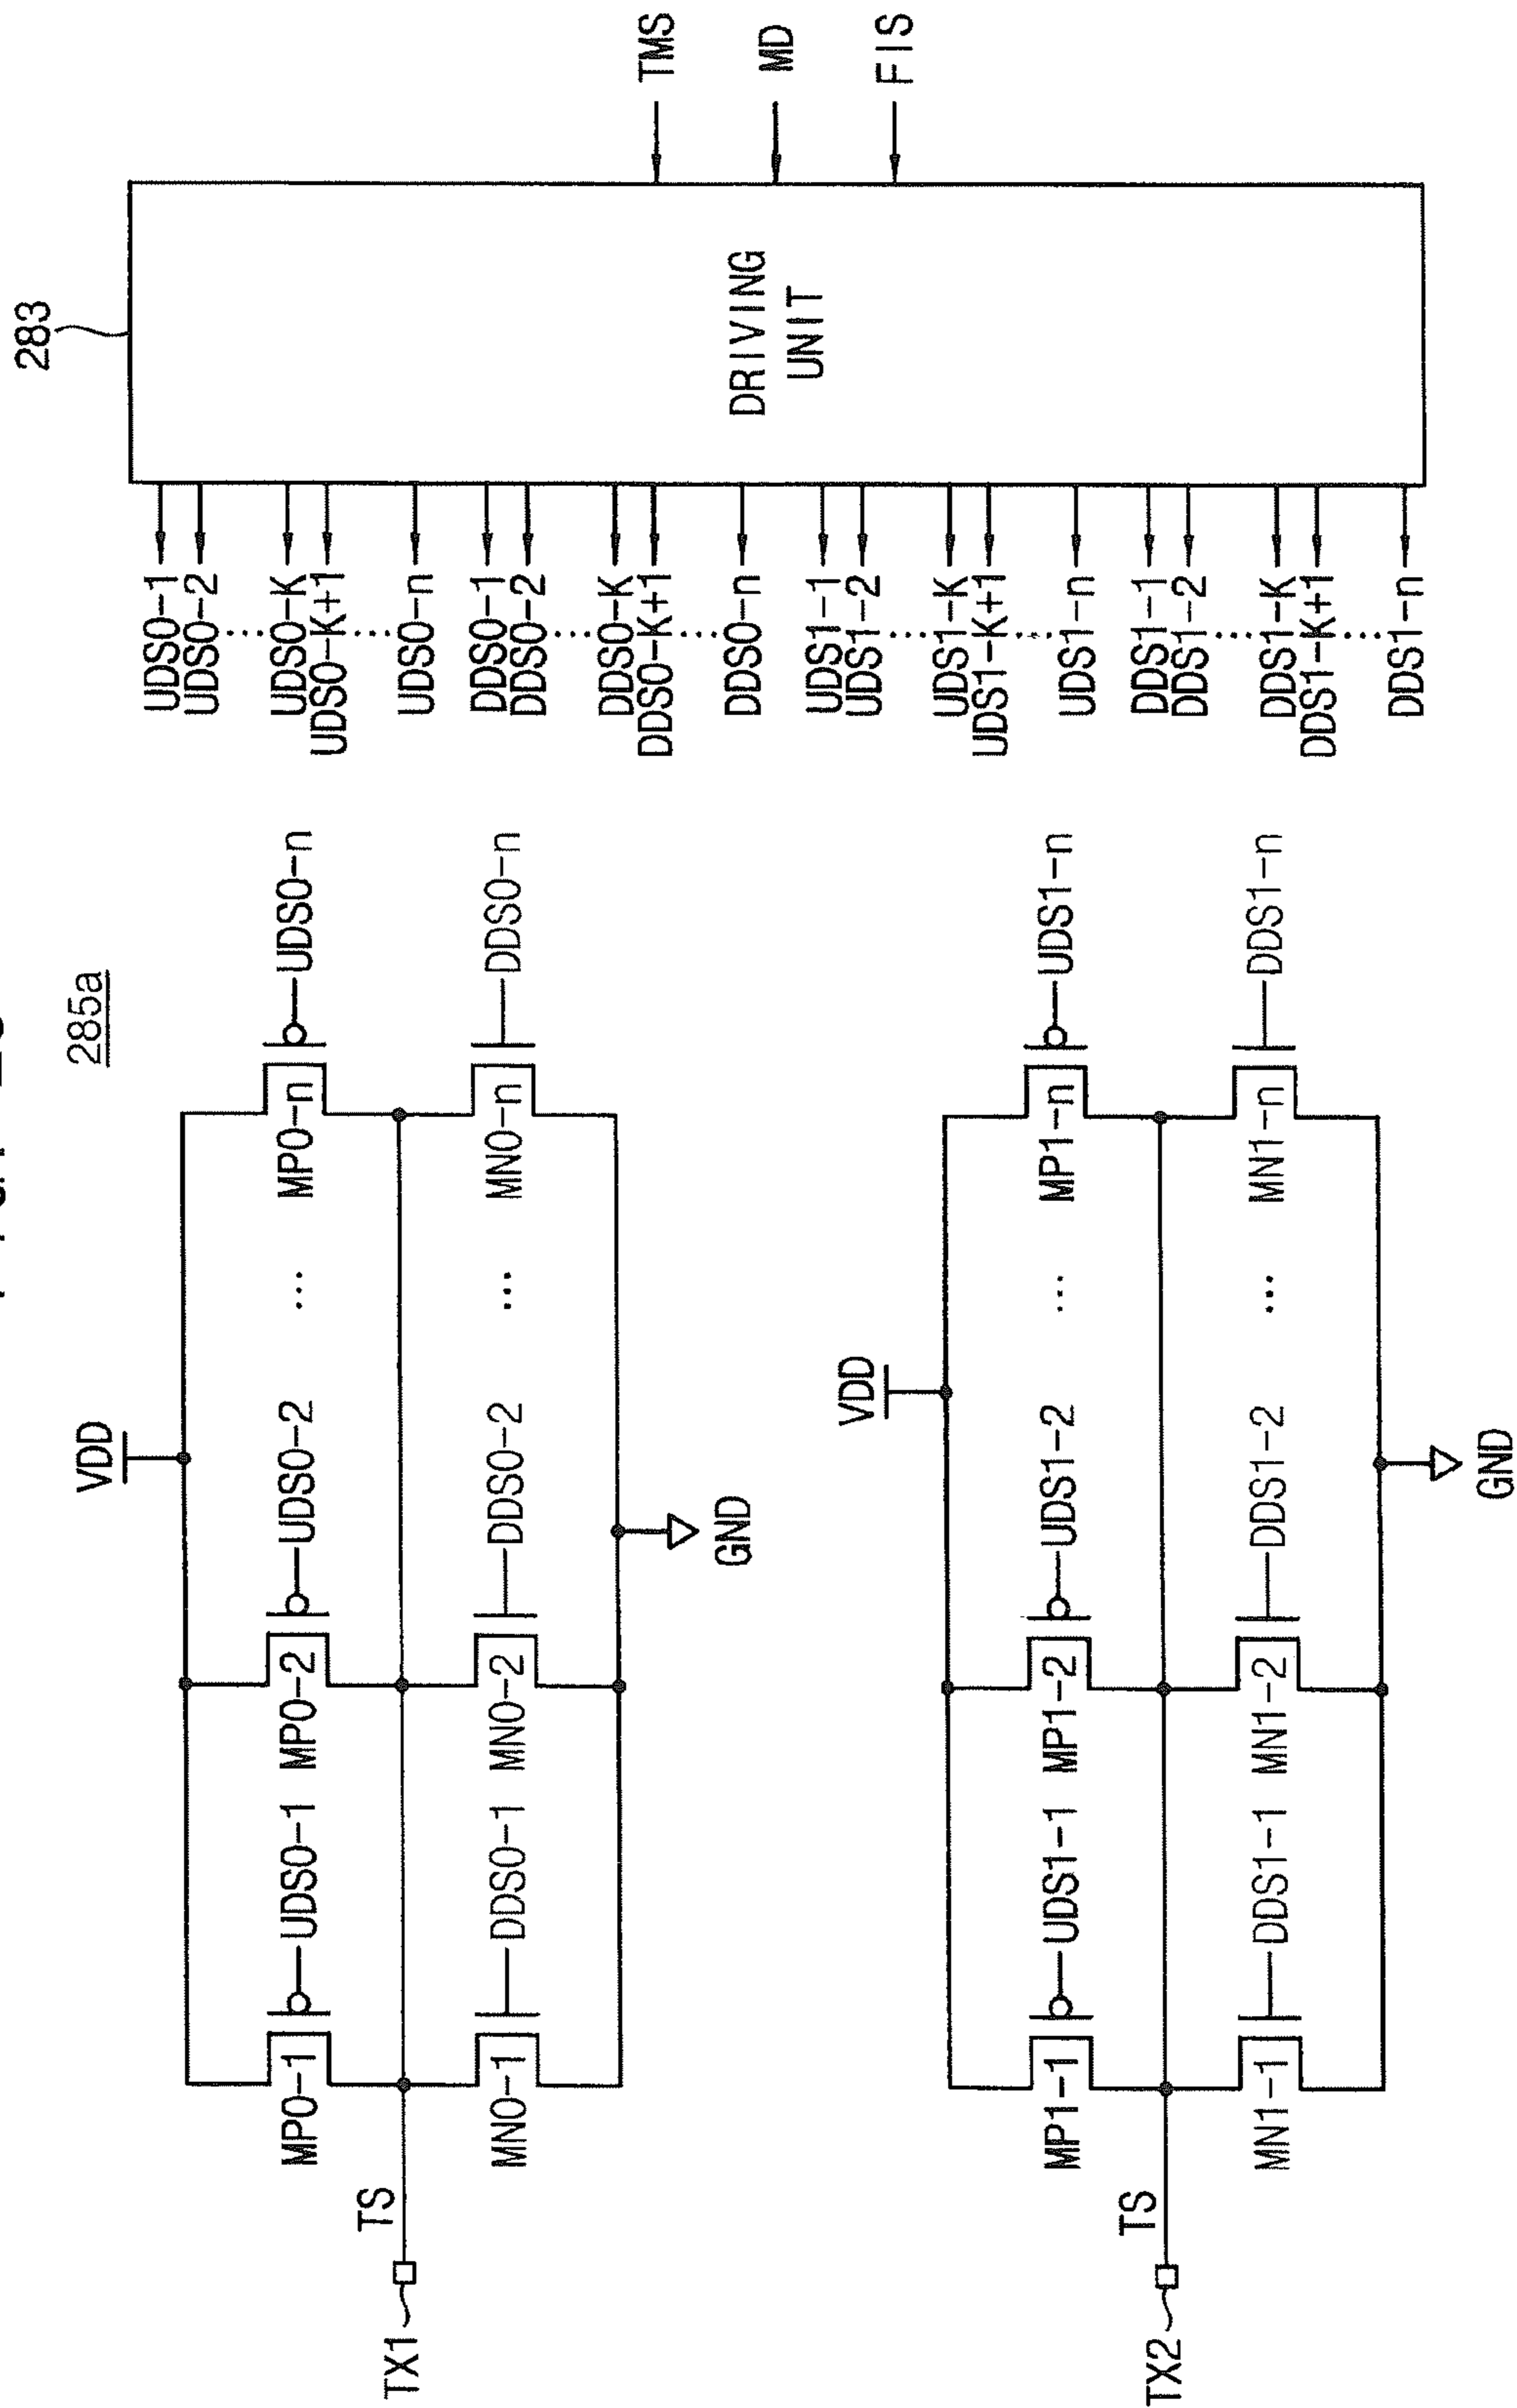 285a
VDD
MP0-1
UDS0-1
MP0-2
UDS0-2
...
MP0-n
UDS0-n
TX1
TS
MN0-1
DDS0-1
MN0-2
DDS0-2
...
MN0-n
DDS0-n
GND
VDD
MP1-1
UDS1-1
MP1-2
UDS1-2
...
MP1-n
UDS1-n
TX2
TS
MN1-1
DDS1-1
MN1-2
DDS1-2
...
MN1-n
DDS1-n
GND
283
UDS0-1
UDS0-2
UDS0-K
UDS0-K+1
UDS0-n
DDS0-1
DDS0-2
DDS0-K
DDS0-K+1
DDS0-n
UDS1-1
UDS1-2
UDS1-K
UDS1-K+1
UDS1-n
DDS1-1
DDS1-2
DDS1-K
DDS1-K+1
DDS1-n
DRIVING
UNIT
TMS
MD
FIS